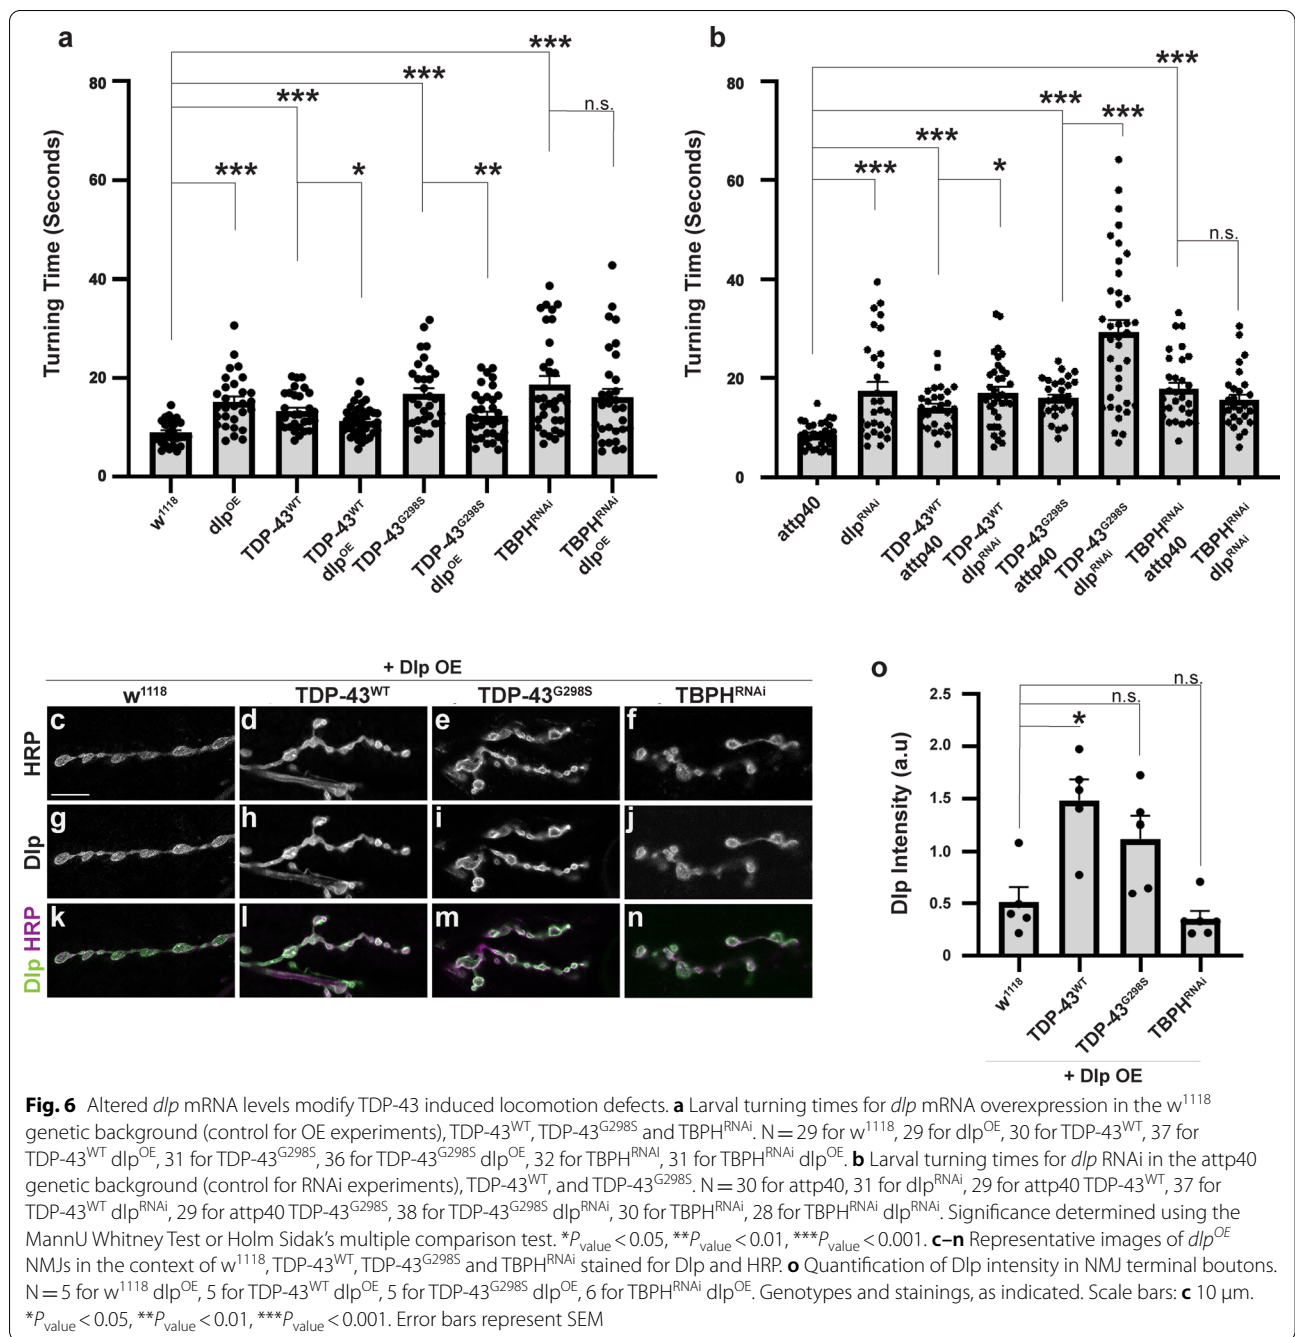 a
***
***
***
n.s.
***
*
**
Turning Time (Seconds)
80
60
40
20
0
w1118
dlpOE
TDP-43WT
TDP-43WT
dlpOE
TDP-43G298S
TDP-43G298S
dlpOE
TBPHRNAi
TBPHRNAi
dlpOE
b
***
***
***
***
***
*
n.s.
Turning Time (Seconds)
80
60
40
20
0
attp40
dlpRNAi
TDP-43WT
attp40
TDP-43WT
dlpRNAi
TDP-43G298S
attp40
TDP-43G298S
dlpRNAi
TBPHRNAi
attp40
TBPHRNAi
dlpRNAi
+ Dlp OE
w1118 TDP-43WT TDP-43G298S TBPHRNAi
HRP
c d e f
Dlp
g h i j
Dlp HRP
k l m n
o
n.s.
n.s.
*
Dlp Intensity (a.u)
2.5
2.0
1.5
1.0
0.5
0
w1118
TDP-43WT
TDP-43G298S
TBPHRNAi
+ Dlp OE
Fig. 6 Altered dlp mRNA levels modify TDP-43 induced locomotion defects. a Larval turning times for dlp mRNA overexpression in the w1118
genetic background (control for OE experiments), TDP-43WT, TDP-43G298S and TBPHRNAi. N = 29 for w1118, 29 for dlpOE, 30 for TDP-43WT, 37 for
TDP-43WT dlpOE, 31 for TDP-43G298S, 36 for TDP-43G298S dlpOE, 32 for TBPHRNAI, 31 for TBPHRNAi dlpOE. b Larval turning times for dlp RNAi in the attp40
genetic background (control for RNAi experiments), TDP-43WT, and TDP-43G298S. N = 30 for attp40, 31 for dlpRNAi, 29 for attp40 TDP-43WT, 37 for
TDP-43WT dlpRNAi, 29 for attp40 TDP-43G298S, 38 for TDP-43G298S dlpRNAi, 30 for TBPHRNAi, 28 for TBPHRNAi dlpRNAi. Significance determined using the
MannU Whitney Test or Holm Sidak's multiple comparison test. *Pvalue < 0.05, **Pvalue < 0.01, ***Pvalue < 0.001. c–n Representative images of dlpOE
NMJs in the context of w1118, TDP-43WT, TDP-43G298S and TBPHRNAi stained for Dlp and HRP. o Quantification of Dlp intensity in NMJ terminal boutons.
N = 5 for w1118 dlpOE, 5 for TDP-43WT dlpOE, 5 for TDP-43G298S dlpOE, 6 for TBPHRNAi dlpOE. Genotypes and stainings, as indicated. Scale bars: c 10 µm.
*Pvalue < 0.05, **Pvalue < 0.01, ***Pvalue < 0.001. Error bars represent SEM